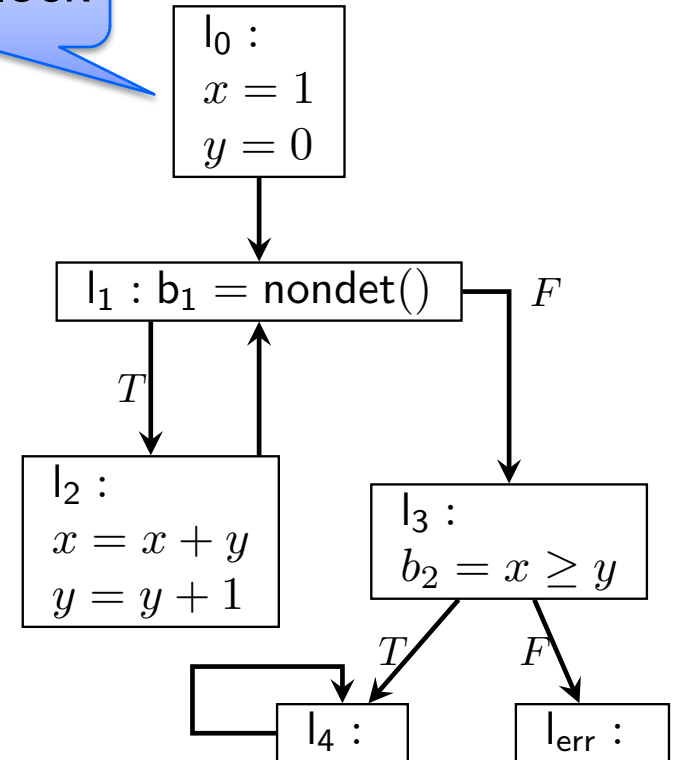 l₀ :
x = 1
y = 0
l₁ : b₁ = nondet()
F
T
l₂ :
x = x + y
y = y + 1
l₃ :
b₂ = x ≥ y
T
F
l₄ :
lₑᵣᵣ :